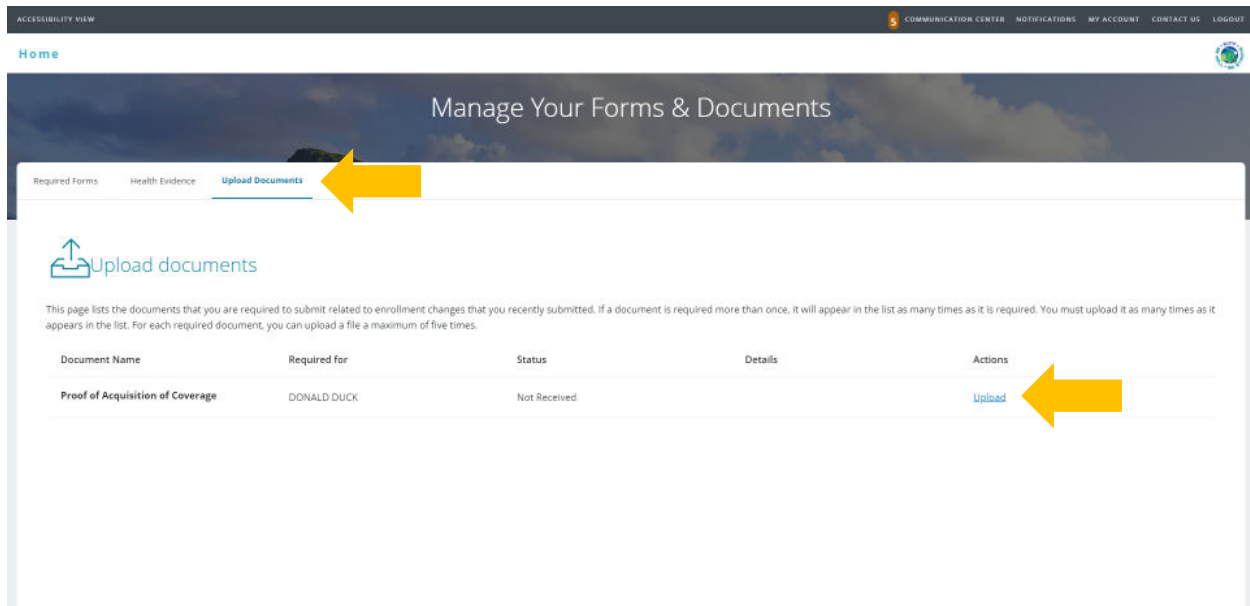 ACCESSIBILITY VIEW
5 COMMUNICATION CENTER NOTIFICATIONS MY ACCOUNT CONTACT US LOGOUT
Home
Manage Your Forms & Documents
Required Forms Health Evidence Upload Documents
Upload documents
This page lists the documents that you are required to submit related to enrollment changes that you recently submitted. If a document is required more than once, it will appear in the list as many times as it is required. You must upload it as many times as it
appears in the list. For each required document, you can upload a file a maximum of five times.
Document Name Required for Status Details Actions
Proof of Acquisition of Coverage DONALD DUCK Not Received Upload